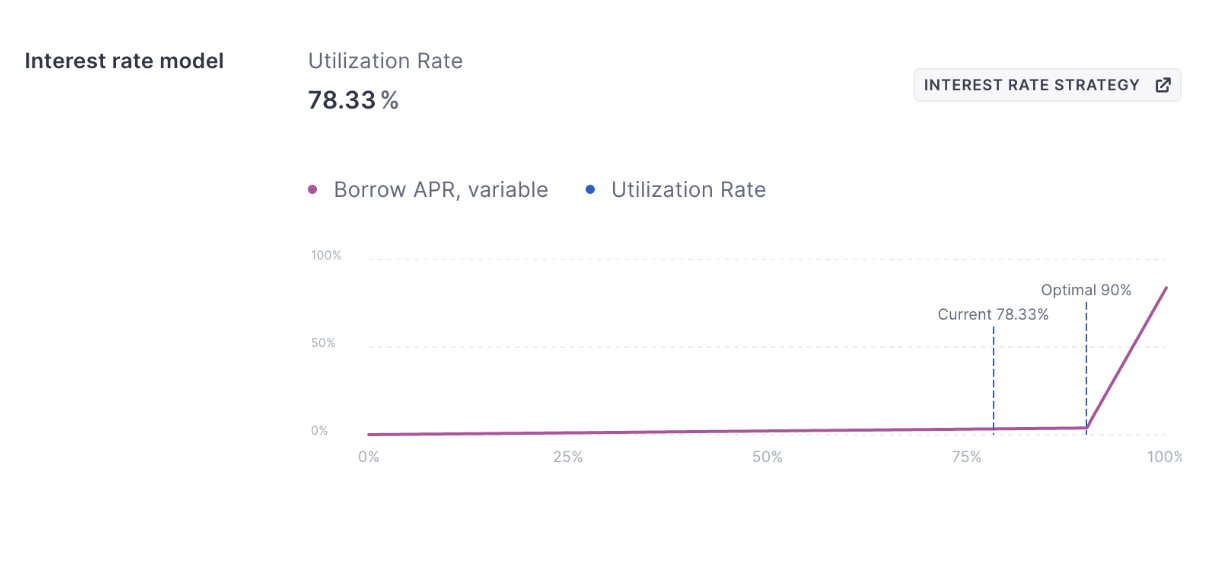 Interest rate model
Utilization Rate
78.33 %
INTEREST RATE STRATEGY
Borrow APR, variable
Utilization Rate
100%
Optimal 90%
Current 78.33%
50%
0%
0% 25% 50% 75% 100%